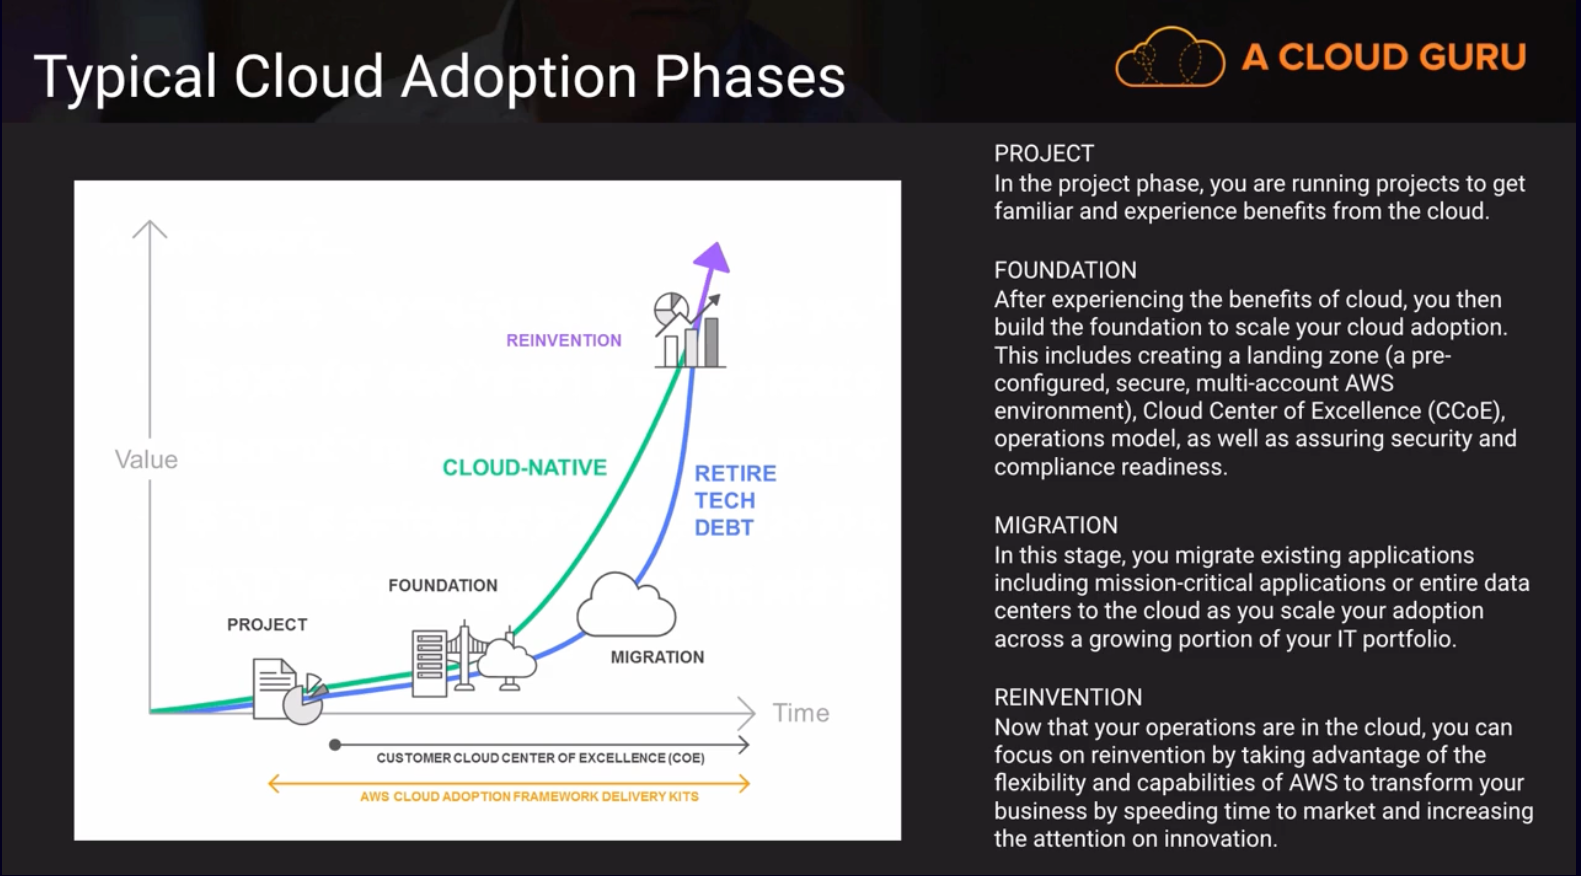 Typical Cloud Adoption Phases
A CLOUD GURU
Value
REINVENTION
CLOUD-NATIVE
RETIRE
TECH
DEBT
FOUNDATION
PROJECT
MIGRATION
Time
CUSTOMER CLOUD CENTER OF EXCELLENCE (COE)
AWS CLOUD ADOPTION FRAMEWORK DELIVERY KITS
PROJECT
In the project phase, you are running projects to get
familiar and experience benefits from the cloud.
FOUNDATION
After experiencing the benefits of cloud, you then
build the foundation to scale your cloud adoption.
This includes creating a landing zone (a pre-
configured, secure, multi-account AWS
environment), Cloud Center of Excellence (CCoE),
operations model, as well as assuring security and
compliance readiness.
MIGRATION
In this stage, you migrate existing applications
including mission-critical applications or entire data
centers to the cloud as you scale your adoption
across a growing portion of your IT portfolio.
REINVENTION
Now that your operations are in the cloud, you can
focus on reinvention by taking advantage of the
flexibility and capabilities of AWS to transform your
business by speeding time to market and increasing
the attention on innovation.